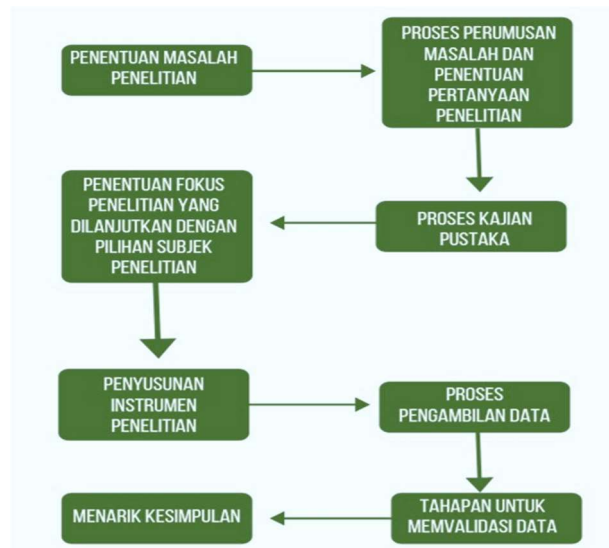 PENENTUAN MASALAH
PENELITIAN
PROSES PERUMUSAN
MASALAH DAN
PENENTUAN
PERTANYAAN
PENELITIAN
PROSES KAJIAN
PUSTAKA
PENENTUAN FOKUS
PENELITIAN YANG
DILANJUTKAN DENGAN
PILIHAN SUBJEK
PENELITIAN
PENYUSUNAN
INSTRUMEN
PENELITIAN
PROSES
PENGAMBILAN DATA
TAHAPAN UNTUK
MEMVALIDASI DATA
MENARIK KESIMPULAN